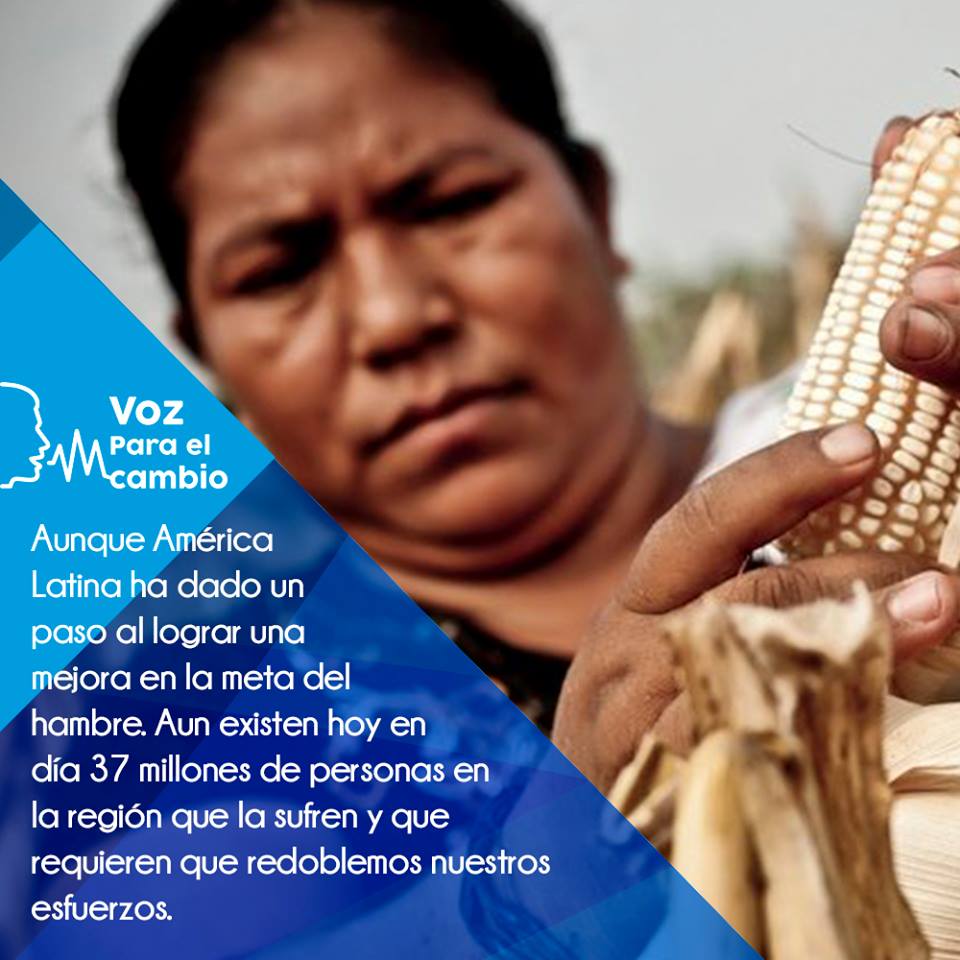 Voz
Para el
cambio
Aunque América
Latina ha dado un
paso al lograr una
mejora en la meta del
hambre. Aun existen hoy en
día 37 millones de personas en
la región que la sufren y que
requieren que redoblemos nuestros
esfuerzos.